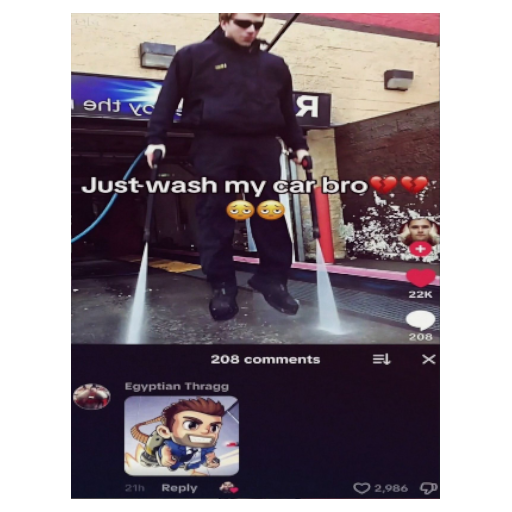 Just wash my car bro💔💔
😳😳
22K
208
208 comments
Egyptian Thragg
21h Reply
2,986